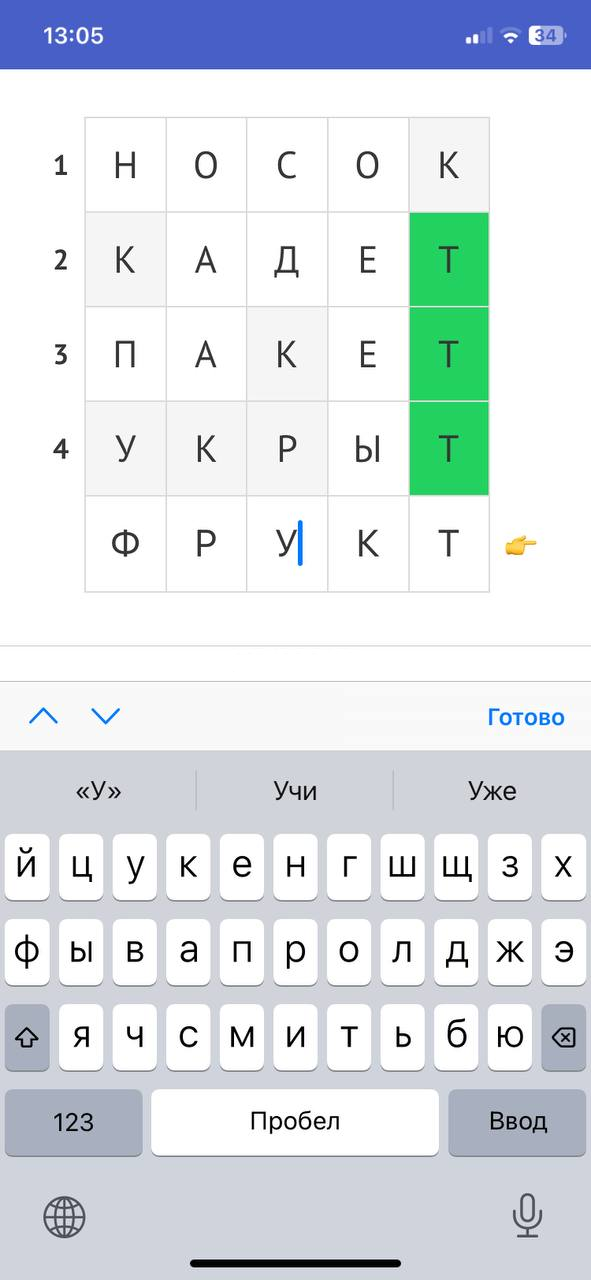 13:05 34
1 Н О С О К
2 К А Д Е Т
3 П А К Е Т
4 У К Р Ы Т
Ф Р У К Т
Готово
«У» Учи Уже
й ц у к е н г ш щ з х
ф ы в а п р о л д ж э
я ч с м и т ь б ю
123 Пробел Ввод